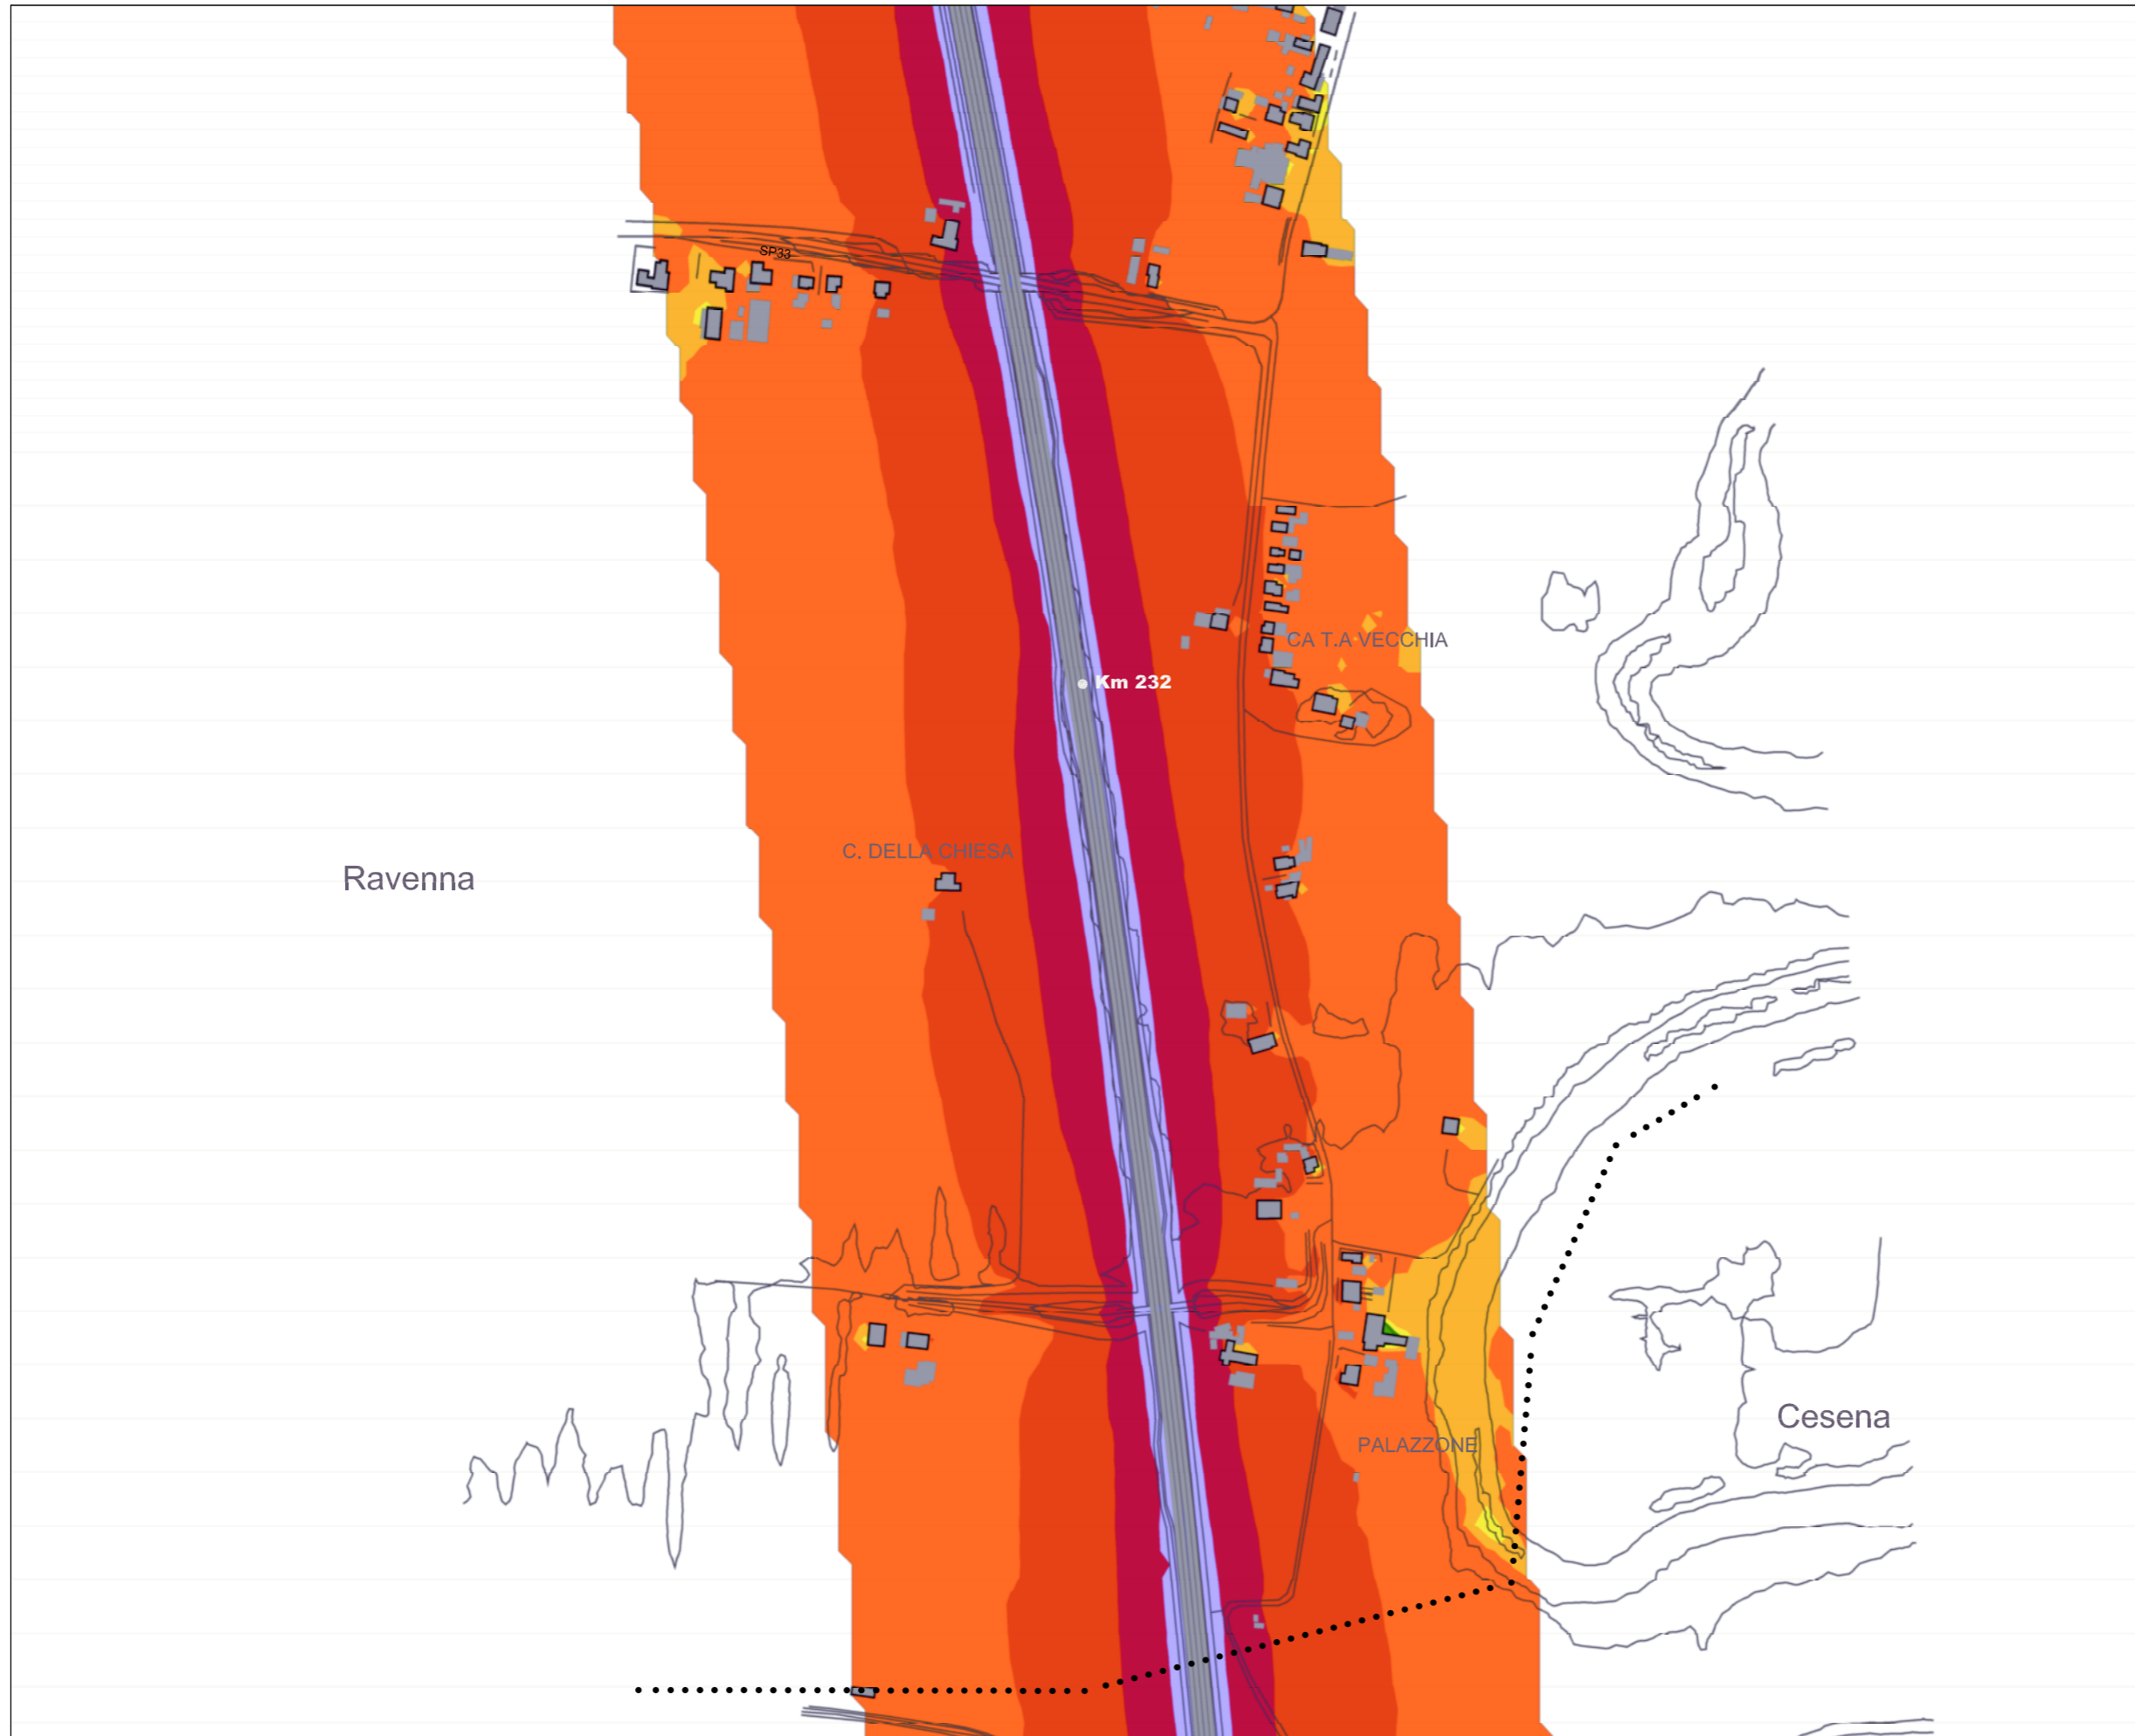 SP33
CA T.A VECCHIA
Km 232
C. DELLA CHIESA
Ravenna
Cesena
PALAZZONE